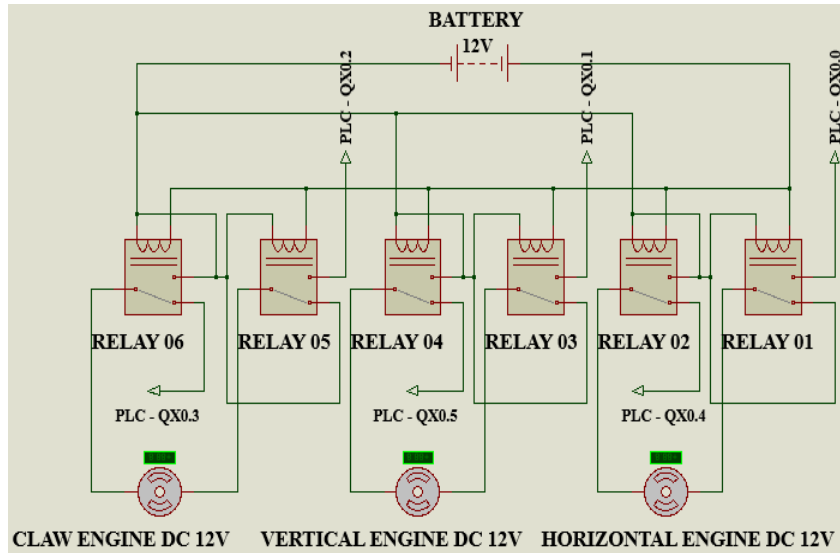 BATTERY
12V
PLC - QX0.2
PLC - QX0.1
PLC - QX0.0
RELAY 06
RELAY 05
RELAY 04
RELAY 03
RELAY 02
RELAY 01
PLC - QX0.3
PLC - QX0.5
PLC - QX0.4
CLAW ENGINE DC 12V
VERTICAL ENGINE DC 12V
HORIZONTAL ENGINE DC 12V